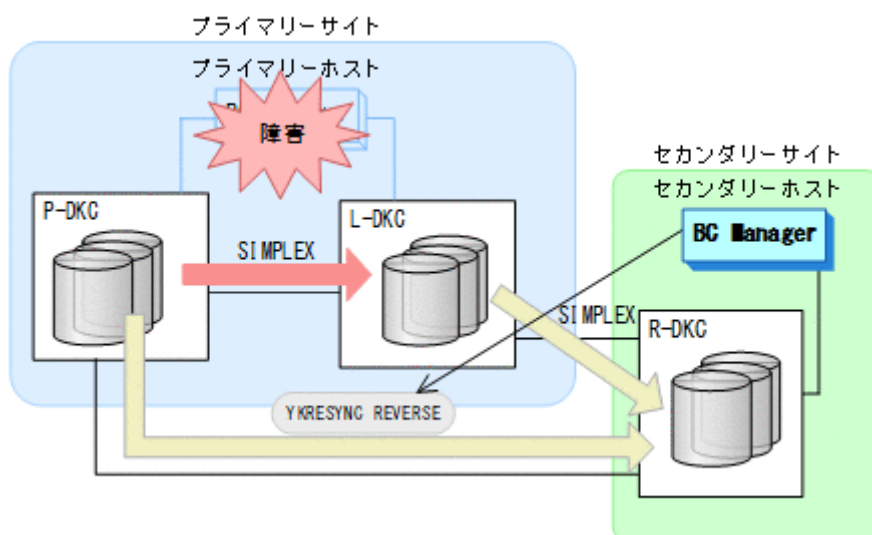 プライマリーサイト
プライマリーホスト
障害
セカンダリーサイト
セカンダリーホスト
P-DKC
L-DKC
BC Manager
SIMPLEX
SIMPLEX
R-DKC
YKRESYNC REVERSE